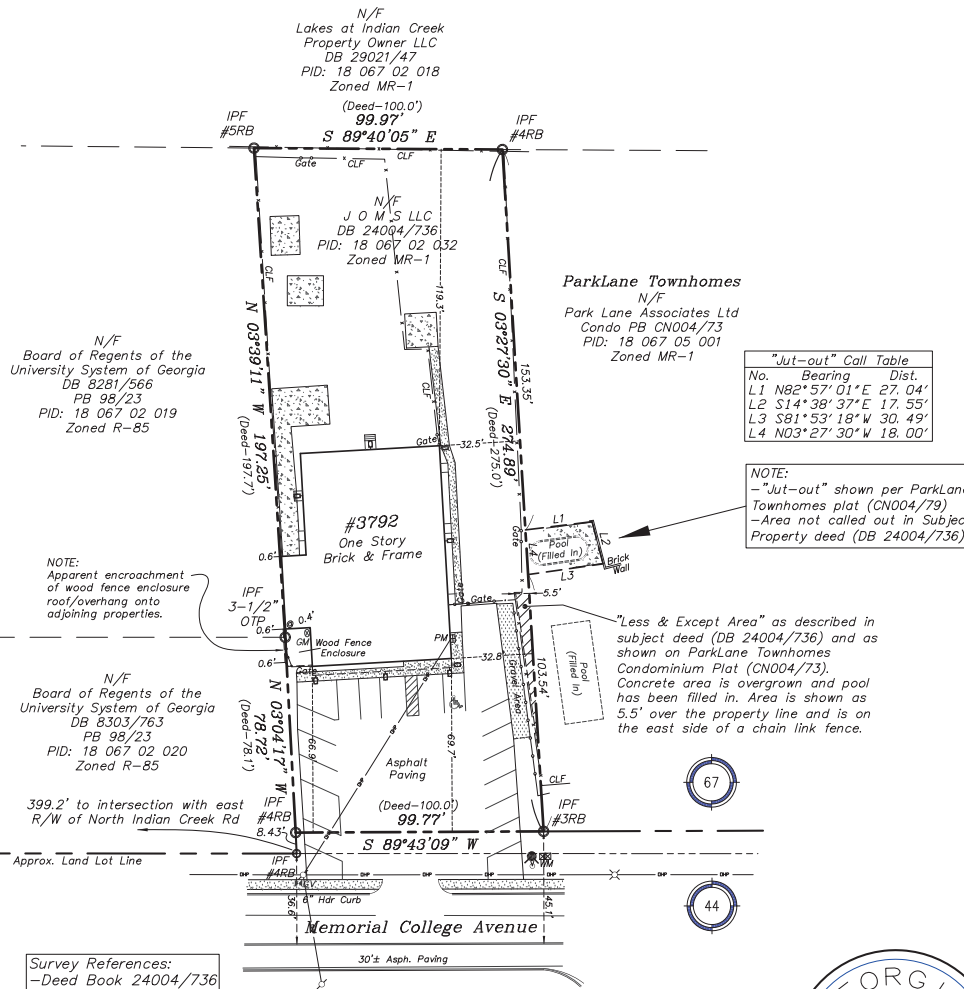 N/F
Lakes at Indian Creek
Property Owner LLC
DB 29021/47
PID: 18 067 02 018
Zoned MR-1
(Deed-100.0')
99.97'
S 89°40'05" E
IPF
#5RB
IPF
#4RB
Gate
CLF
CLF
N/F
J O M S LLC
DB 24004/736
PID: 18 067 02 032
Zoned MR-1
CLF
CLF
119.3'
ParkLane Townhomes
N/F
Park Lane Associates Ltd
Condo PB CN004/73
PID: 18 067 05 001
Zoned MR-1
N/F
Board of Regents of the
University System of Georgia
DB 8281/566
PB 98/23
PID: 18 067 02 019
Zoned R-85
N 03°39'11" W 197.25'
(Deed-197.7')
S 03°27'30" E 274.89'
(Deed-275.0')
153.35'
CLF
"Jut-out" Call Table
No. Bearing Dist.
L1 N82°57'01"E 27.04'
L2 S14°38'37"E 17.55'
L3 S81°53'18"W 30.49'
L4 N03°27'30"W 18.00'
Gate
32.5'
#3792
One Story
Brick & Frame
NOTE:
-"Jut-out" shown per ParkLane
Townhomes plat (CN004/79)
-Area not called out in Subjec
Property deed (DB 24004/736)
Gate
L1
L2
L3
L4
Pool
(Filled In)
Brick
Wall
0.6'
NOTE:
Apparent encroachment
of wood fence enclosure
roof/overhang onto
adjoining properties.
IPF
3-1/2"
OTP
0.4'
0.6'
GM
Wood Fence
Enclosure
0.6'
Gate
PM
Gate
5.5'
32.8'
Gravel Area
Pool
(Filled In)
103.54'
"Less & Except Area" as described in
subject deed (DB 24004/736) and as
shown on ParkLane Townhomes
Condominium Plat (CN004/73).
Concrete area is overgrown and pool
has been filled in. Area is shown as
5.5' over the property line and is on
the east side of a chain link fence.
N/F
Board of Regents of the
University System of Georgia
DB 8303/763
PB 98/23
PID: 18 067 02 020
Zoned R-85
N 03°04'17" W
78.72'
(Deed-78.1')
66.9'
69.7'
Asphalt
Paving
CLF
67
399.2' to intersection with east
R/W of North Indian Creek Rd
IPF
#4RB
8.43'
(Deed-100.0')
99.77'
S 89°43'09" W
IPF
#3RB
Approx. Land Lot Line
IPF
#4RB
WM
OHP
OHP
OHP
OHP
6" Hdr Curb
36.6'
45.1'
Memorial College Avenue
44
30'± Asph. Paving
Survey References:
-Deed Book 24004/736
EORGI